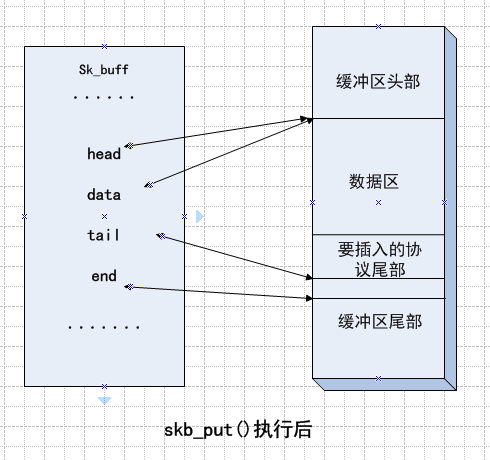 Sk_buff
......
head
data
tail
end
.......
缓冲区头部
数据区
要插入的协
议尾部
缓冲区尾部
skb_put()执行后